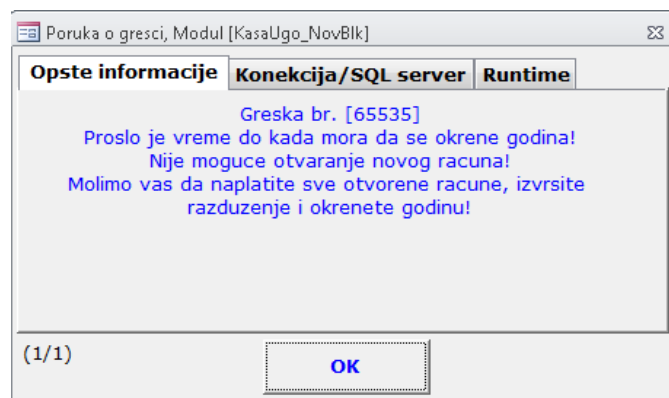 Poruka o gresci, Modul [KasaUgo_NovBlk]
Opste informacije Konekcija/SQL server Runtime
Greska br. [65535]
Proslo je vreme do kada mora da se okrene godina!
Nije moguce otvaranje novog racuna!
Molimo vas da naplatite sve otvorene racune, izvrsite
razduzenje i okrenete godinu!
(1/1)
OK